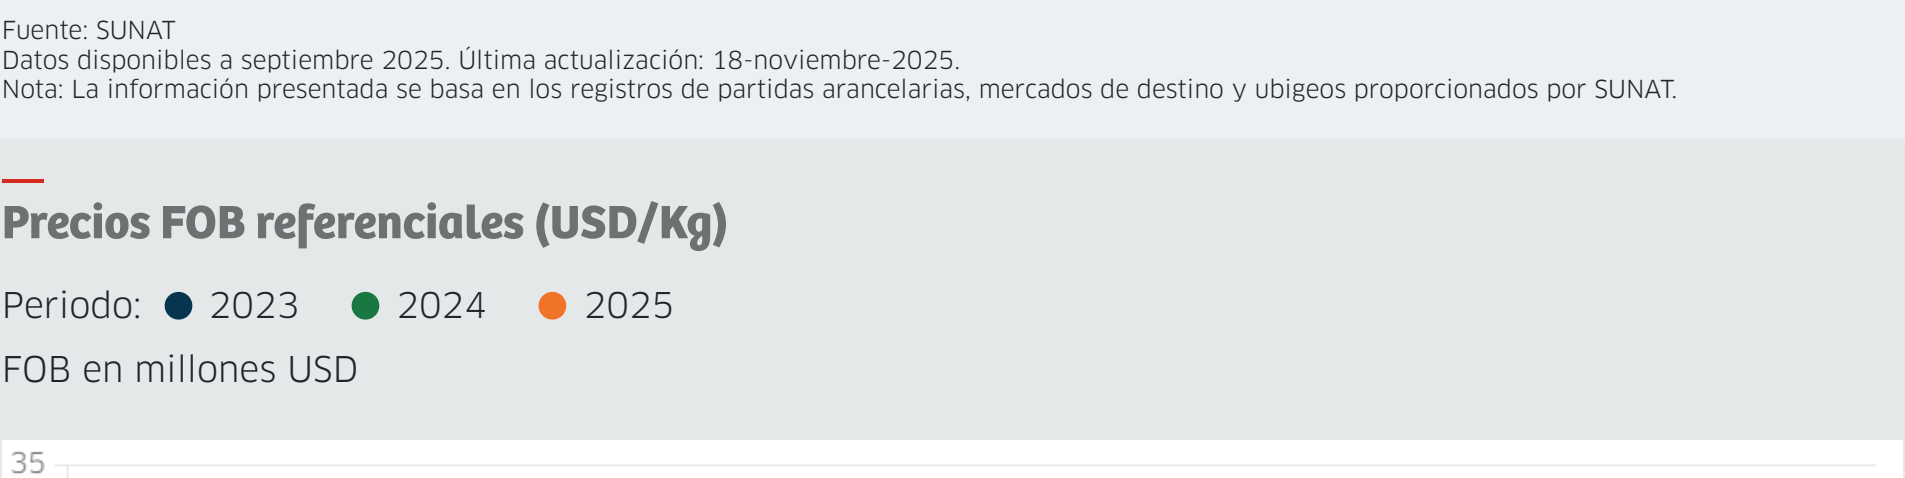 Fuente: SUNAT
Datos disponibles a septiembre 2025. Última actualización: 18-noviembre-2025.
Nota: La información presentada se basa en los registros de partidas arancelarias, mercados de destino y ubigeos proporcionados por SUNAT.
Precios FOB referenciales (USD/Kg)
Periodo: 2023 2024 2025
FOB en millones USD
35